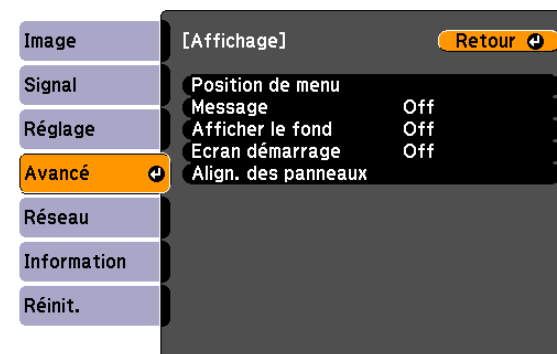 Image
Signal
Réglage
Avancé
Réseau
Information
Réinit.
[Affichage] Retour
Position de menu
Message Off
Afficher le fond Off
Ecran démarrage Off
Align. des panneaux